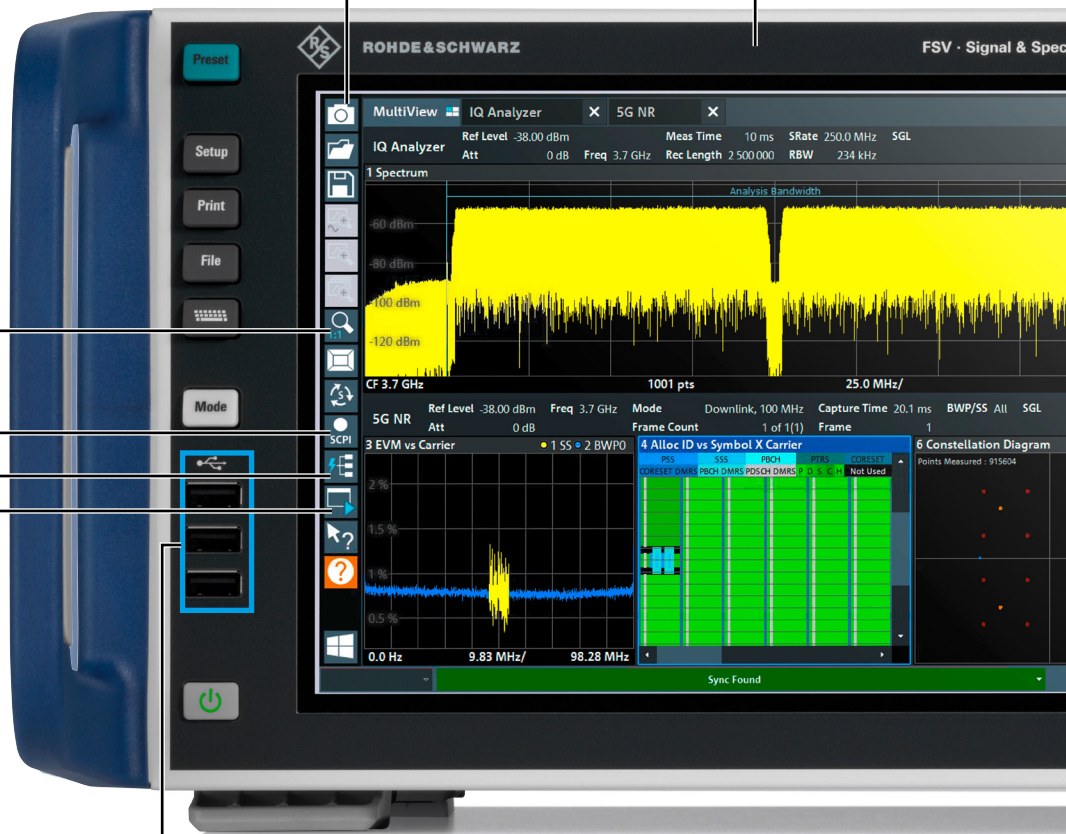 Preset
Setup
Print
File
Mode
R S
ROHDE&SCHWARZ
FSV · Signal & Spec
1:1
SCPI
?
?
MultiView
IQ Analyzer
5G NR
IQ Analyzer
Ref Level -38.00 dBm Meas Time 10 ms SRate 250.0 MHz SGL
Att 0 dB Freq 3.7 GHz Rec Length 2 500 000 RBW 234 kHz
1 Spectrum
Analysis Bandwidth
-60 dBm
-80 dBm
-100 dBm
-120 dBm
CF 3.7 GHz 1001 pts 25.0 MHz/
5G NR
Ref Level -38.00 dBm Freq 3.7 GHz Mode Downlink, 100 MHz Capture Time 20.1 ms BWP/SS All SGL
Att 0 dB Frame Count 1 of 1(1) Frame 1
3 EVM vs Carrier 1 SS 2 BWP0
2 %
1.5 %
1 %
0.5 %
0.0 Hz 9.83 MHz/ 98.28 MHz
4 Alloc ID vs Symbol X Carrier
PSS SSS PBCH PTRS CORESET
CORESET DMRS PBCH DMRS PDSCH DMRS P D S C H Not Used
6 Constellation Diagram
Points Measured : 915604
Sync Found